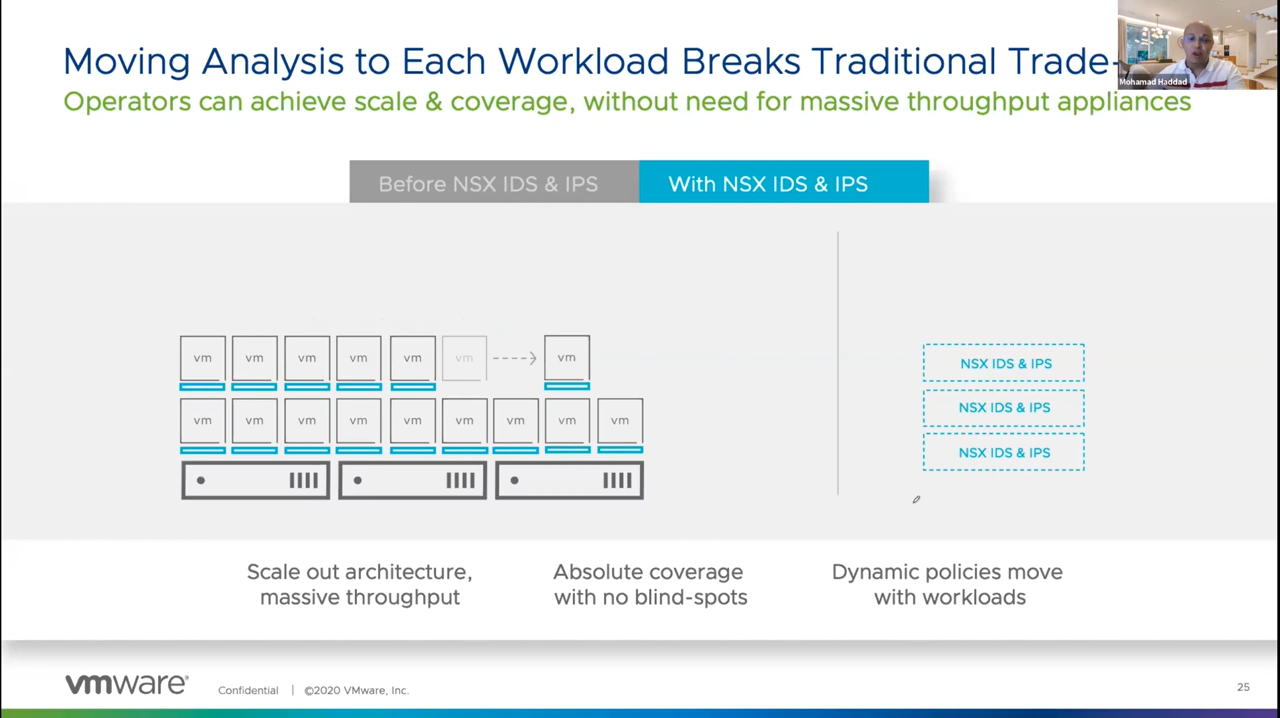 Moving Analysis to Each Workload Breaks Traditional Trade-
Mohamad Haddad
Operators can achieve scale & coverage, without need for massive throughput appliances
Before NSX IDS & IPS
With NSX IDS & IPS
vm vm vm vm vm vm vm
vm vm vm vm vm vm vm vm vm
NSX IDS & IPS
NSX IDS & IPS
NSX IDS & IPS
Scale out architecture,
massive throughput
Absolute coverage
with no blind-spots
Dynamic policies move
with workloads
vmware®
Confidential | ©2020 VMware, Inc.
25